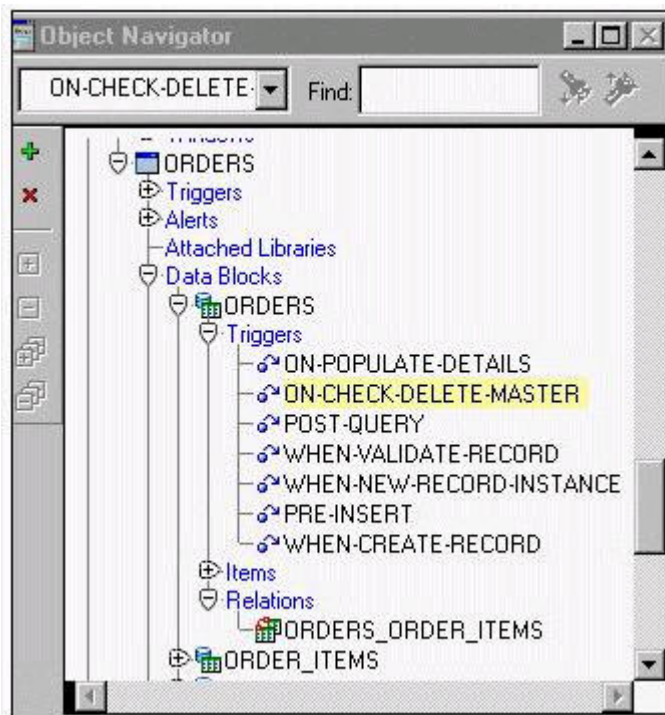 Object Navigator
ON-CHECK-DELETE- Find:
Triggers
ORDERS
Triggers
Alerts
Attached Libraries
Data Blocks
ORDERS
Triggers
ON-POPULATE-DETAILS
ON-CHECK-DELETE-MASTER
POST-QUERY
WHEN-VALIDATE-RECORD
WHEN-NEW-RECORD-INSTANCE
PRE-INSERT
WHEN-CREATE-RECORD
Items
Relations
ORDERS_ORDER_ITEMS
ORDER_ITEMS